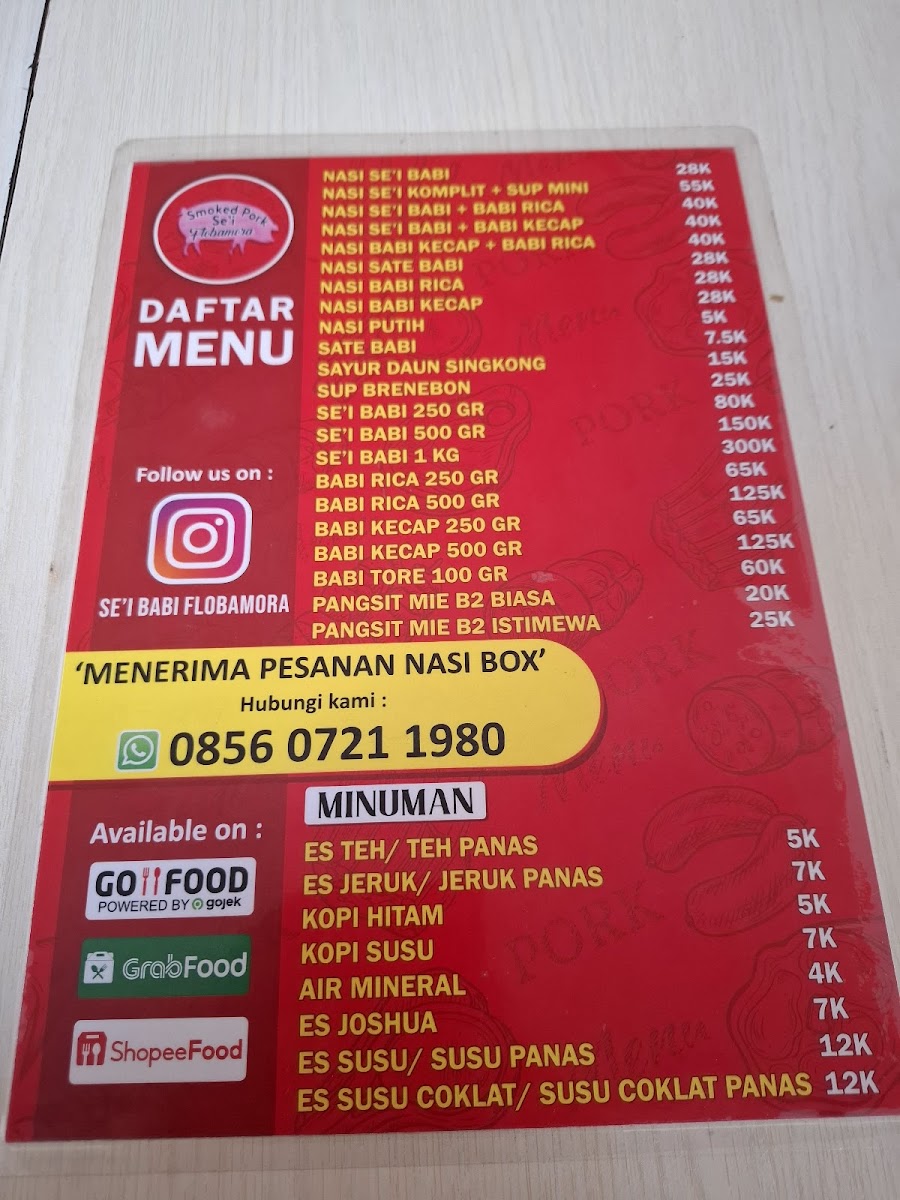 Smoked Pork
Se'i
Flobamora
DAFTAR
MENU
Follow us on :
SE'I BABI FLOBAMORA
NASI SE'I BABI 28K
NASI SE'I KOMPLIT + SUP MINI 55K
NASI SE'I BABI + BABI RICA 40K
NASI SE'I BABI + BABI KECAP 40K
NASI BABI KECAP + BABI RICA 40K
NASI SATE BABI 28K
NASI BABI RICA 28K
NASI BABI KECAP 28K
NASI PUTIH 5K
SATE BABI 7.5K
SAYUR DAUN SINGKONG 15K
SUP BRENEBON 25K
SE'I BABI 250 GR 80K
SE'I BABI 500 GR 150K
SE'I BABI 1 KG 300K
BABI RICA 250 GR 65K
BABI RICA 500 GR 125K
BABI KECAP 250 GR 65K
BABI KECAP 500 GR 125K
BABI TORE 100 GR 60K
PANGSIT MIE B2 BIASA 20K
PANGSIT MIE B2 ISTIMEWA 25K
'MENERIMA PESANAN NASI BOX'
Hubungi kami :
0856 0721 1980
Available on :
GO FOOD
POWERED BY gojek
GrabFood
ShopeeFood
MINUMAN
ES TEH/ TEH PANAS 5K
ES JERUK/ JERUK PANAS 7K
KOPI HITAM 5K
KOPI SUSU 7K
AIR MINERAL 4K
ES JOSHUA 7K
ES SUSU/ SUSU PANAS 12K
ES SUSU COKLAT/ SUSU COKLAT PANAS 12K
PORK
Menu
PORK
PORK
Menu
PORK
Menu